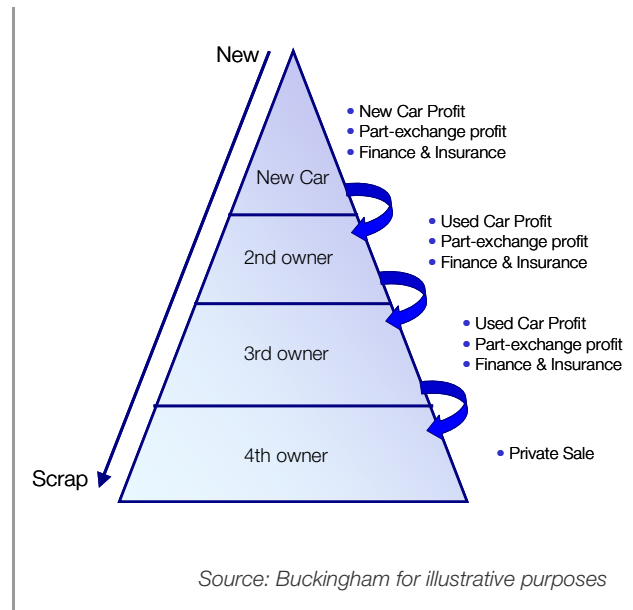 New
• New Car Profit
• Part-exchange profit
• Finance & Insurance
New Car
• Used Car Profit
• Part-exchange profit
• Finance & Insurance
2nd owner
• Used Car Profit
• Part-exchange profit
• Finance & Insurance
3rd owner
4th owner
• Private Sale
Scrap
Source: Buckingham for illustrative purposes